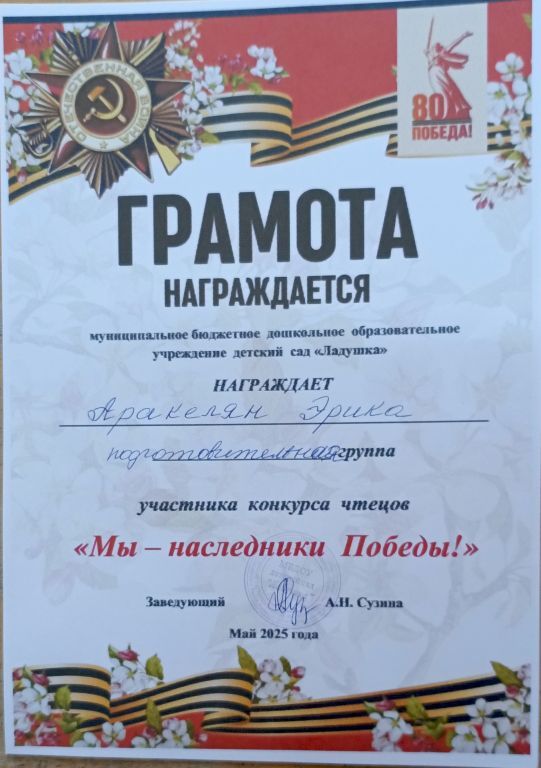 ОТЕЧЕСТВЕННАЯ ВОЙНА
80
ПОБЕДА!
ГРАМОТА
НАГРАЖДАЕТСЯ
муниципальное бюджетное дошкольное образовательное
учреждение детский сад «Ладушка»
НАГРАЖДАЕТ
Аракелян Эрика
подготовительная группа
участника конкурса чтецов
«Мы – наследники Победы!»
Заведующий А.Н. Сузина
Май 2025 года